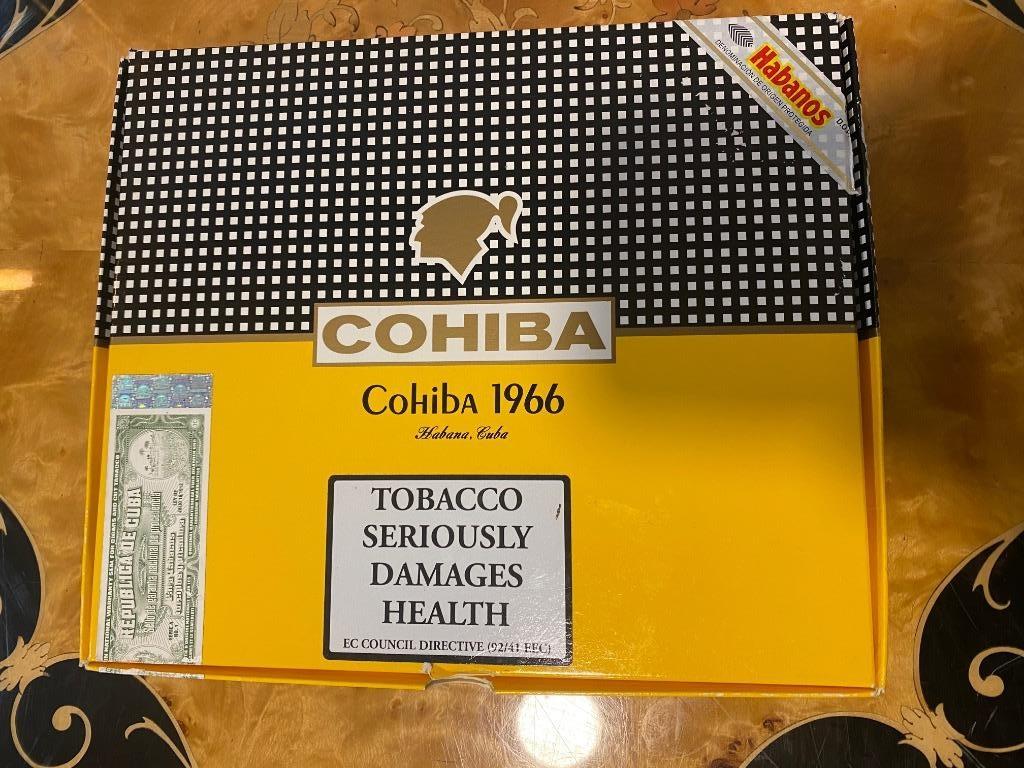 Habanos
DENOMINACIÓN DE ORIGEN PROTEGIDA
COHIBA
Cohiba 1966
Habana, Cuba
TOBACCO
SERIOUSLY
DAMAGES
HEALTH
EC COUNCIL DIRECTIVE (92/41 EEC)
REPUBLICA DE CUBA